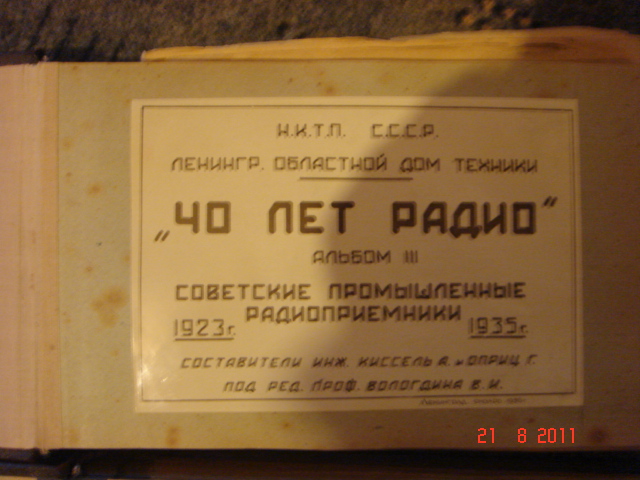 Н.К.Т.П. С.С.С.Р.
ЛЕНИНГР. ОБЛАСТНОЙ ДОМ ТЕХНИКИ
„40 ЛЕТ РАДИО"
АЛЬБОМ III
СОВЕТСКИЕ ПРОМЫШЛЕННЫЕ
РАДИОПРИЕМНИКИ
1923г. 1935г.
СОСТАВИТЕЛИ ИНЖ. КИССЕЛЬ А. и ОПРИЦ Г.
ПОД РЕД. ПРОФ. ВОЛОГДИНА В.И.
21 8 2011